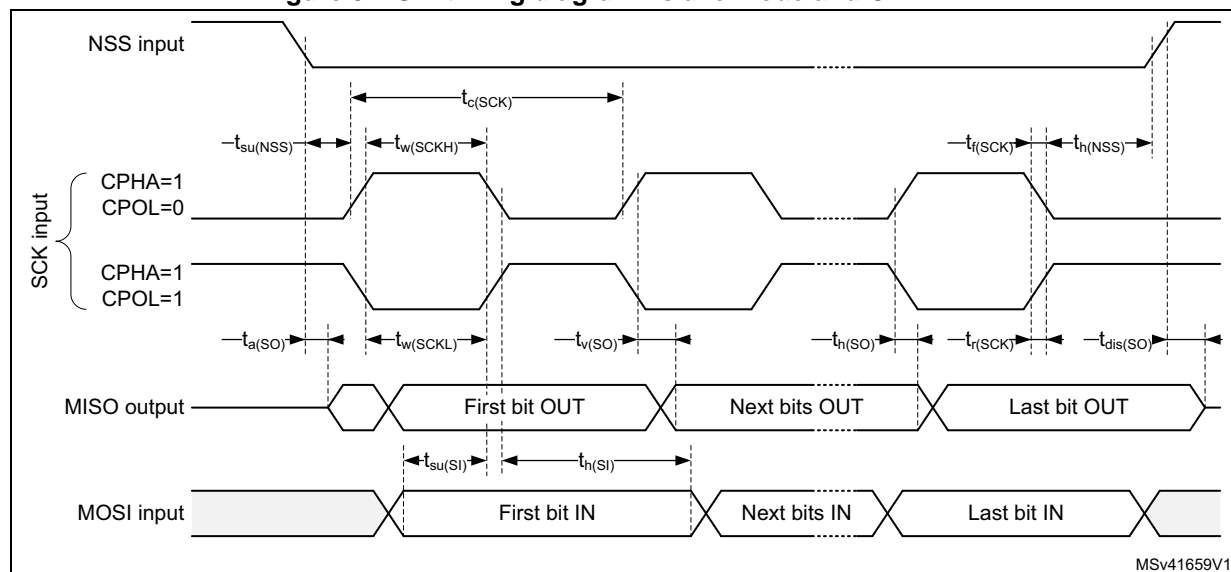 NSS input
tc(SCK)
tsu(NSS)
tw(SCKH)
tf(SCK)
th(NSS)
SCK input
CPHA=1
CPOL=0
CPHA=1
CPOL=1
ta(SO)
tw(SCKL)
tv(SO)
th(SO)
tr(SCK)
tdis(SO)
MISO output
First bit OUT
Next bits OUT
Last bit OUT
tsu(SI)
th(SI)
MOSI input
First bit IN
Next bits IN
Last bit IN
MSv41659V1